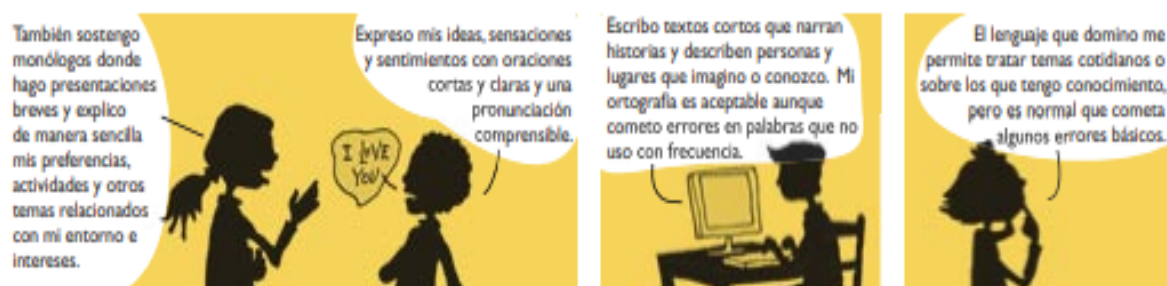 También sostengo
monólogos donde
hago presentaciones
breves y explico
de manera sencilla
mis preferencias,
actividades y otros
temas relacionados
con mi entorno e
intereses.
Expreso mis ideas, sensaciones
y sentimientos con oraciones
cortas y claras y una
pronunciación
comprensible.
I LOVE
YOU
Escribo textos cortos que narran
historias y describen personas y
lugares que imagino o conozco. Mi
ortografía es aceptable aunque
cometo errores en palabras que no
uso con frecuencia.
El lenguaje que domino me
permite tratar temas cotidianos o
sobre los que tengo conocimiento,
pero es normal que cometa
algunos errores básicos.